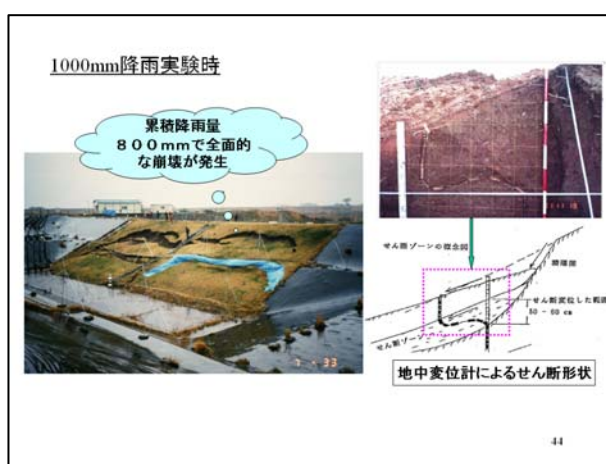 1000mm降雨実験時
累積降雨量
800mmで全面的
な崩壊が発生
せん断ゾーンの概念図
崩壊面
せん断変位した範囲
50 - 60 cm
せん断ゾーン
地中変位計によるせん断形状
44